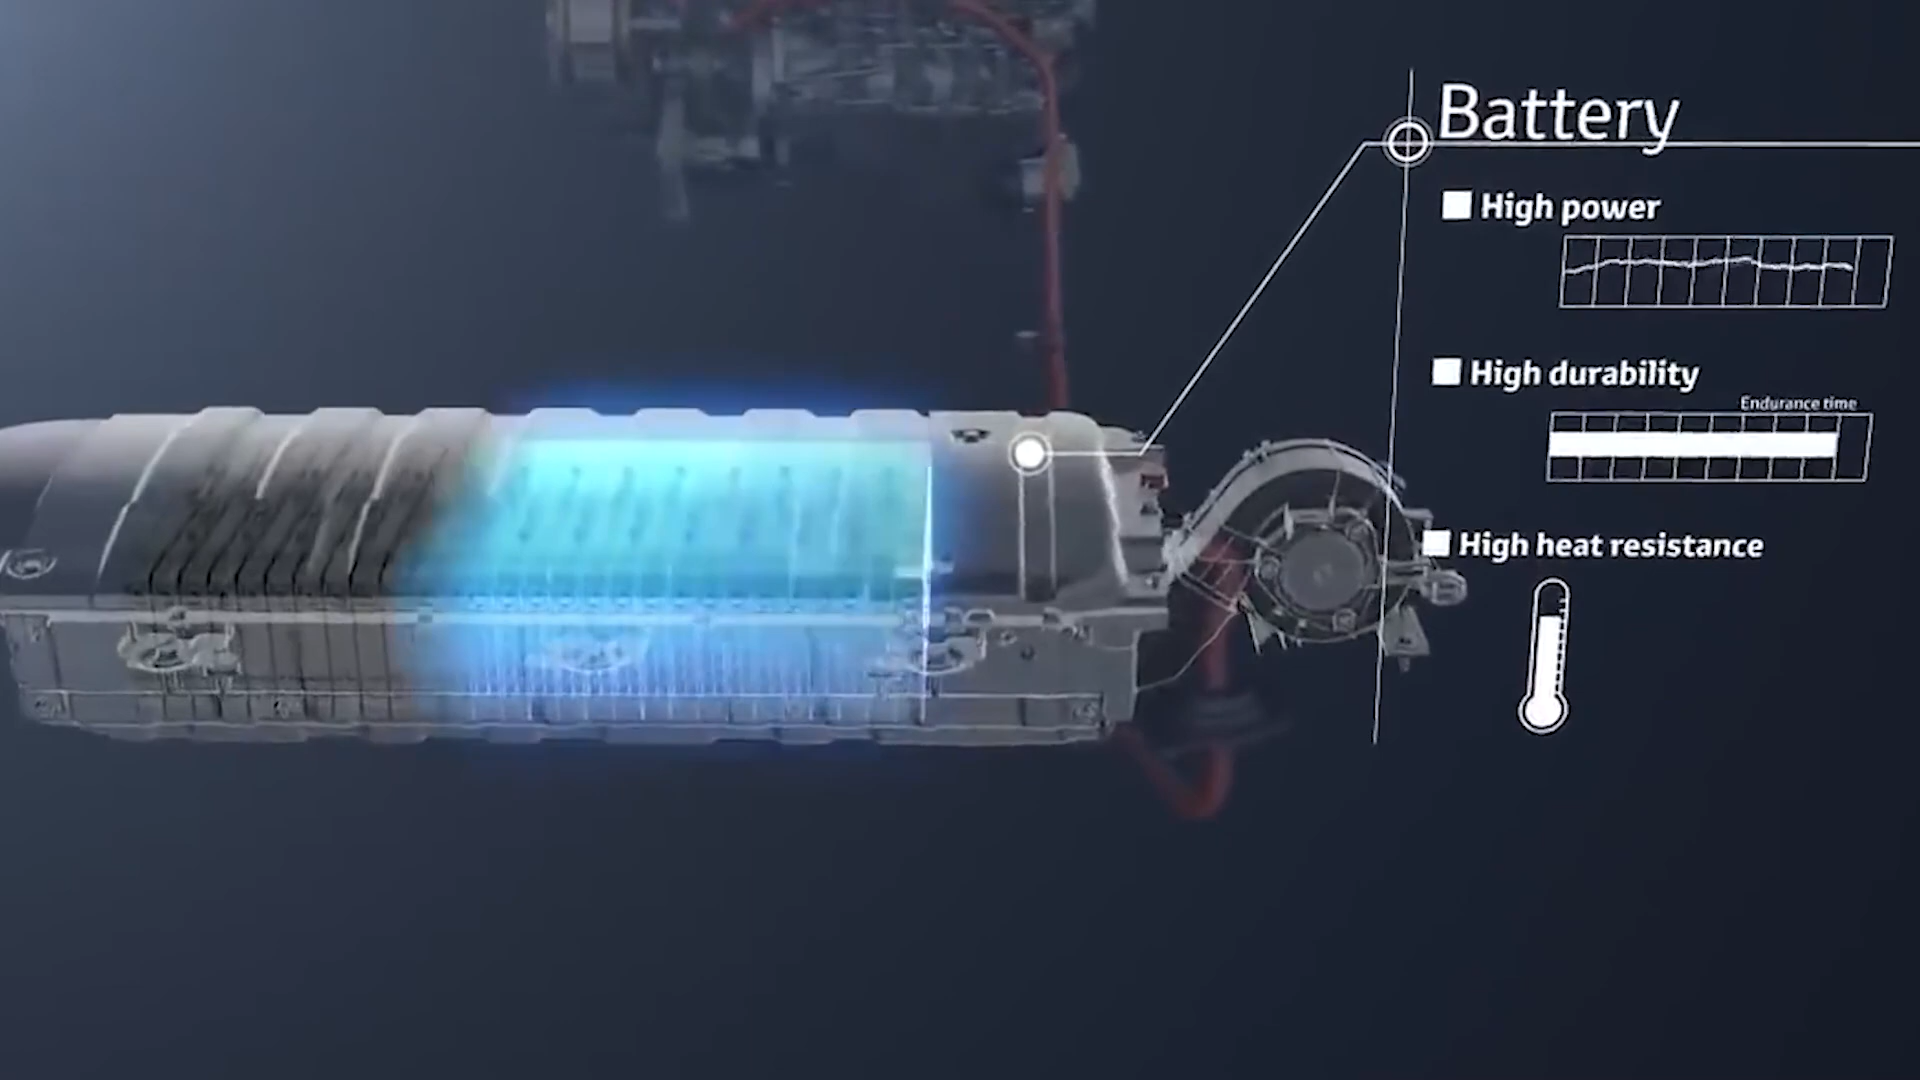 Battery
High power
High durability
Endurance time
High heat resistance